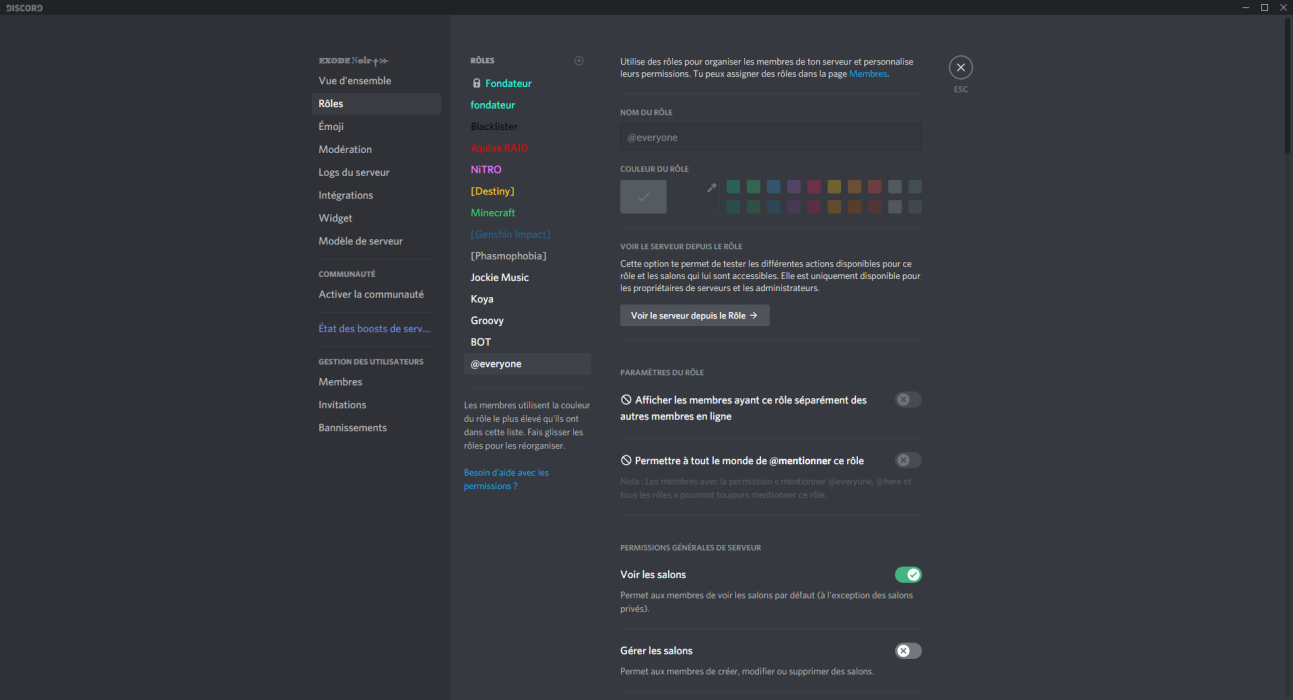 DISCORD
EXODE Noir
Vue d'ensemble
Rôles
Émoji
Modération
Logs du serveur
Intégrations
Widget
Modèle de serveur
COMMUNAUTÉ
Activer la communauté
État des boosts de serv...
GESTION DES UTILISATEURS
Membres
Invitations
Bannissements
RÔLES
Fondateur
fondateur
Blacklister
équipe RAID
NiTRO
[Destiny]
Minecraft
[Genshin Impact]
[Phasmophobia]
Jockie Music
Koya
Groovy
BOT
@everyone
Les membres utilisent la couleur
du rôle le plus élevé qu'ils ont
dans cette liste. Fais glisser les
rôles pour les réorganiser.
Besoin d'aide avec les
permissions ?
Utilise des rôles pour organiser les membres de ton serveur et personnalise
leurs permissions. Tu peux assigner des rôles dans la page Membres.
NOM DU RÔLE
@everyone
COULEUR DU RÔLE
VOIR LE SERVEUR DEPUIS LE RÔLE
Cette option te permet de tester les différentes actions disponibles pour ce
rôle et les salons qui lui sont accessibles. Elle est uniquement disponible pour
les propriétaires de serveurs et les administrateurs.
Voir le serveur depuis le Rôle →
PARAMÈTRES DU RÔLE
Afficher les membres ayant ce rôle séparément des
autres membres en ligne
Permettre à tout le monde de @mentionner ce rôle
Note : Les membres avec la permission « mentionner @everyone, @here et
tous les rôles » pourront toujours mentionner ce rôle.
PERMISSIONS GÉNÉRALES DE SERVEUR
Voir les salons
Permet aux membres de voir les salons par défaut (à l'exception des salons
privés).
Gérer les salons
Permet aux membres de créer, modifier ou supprimer des salons.
ESC